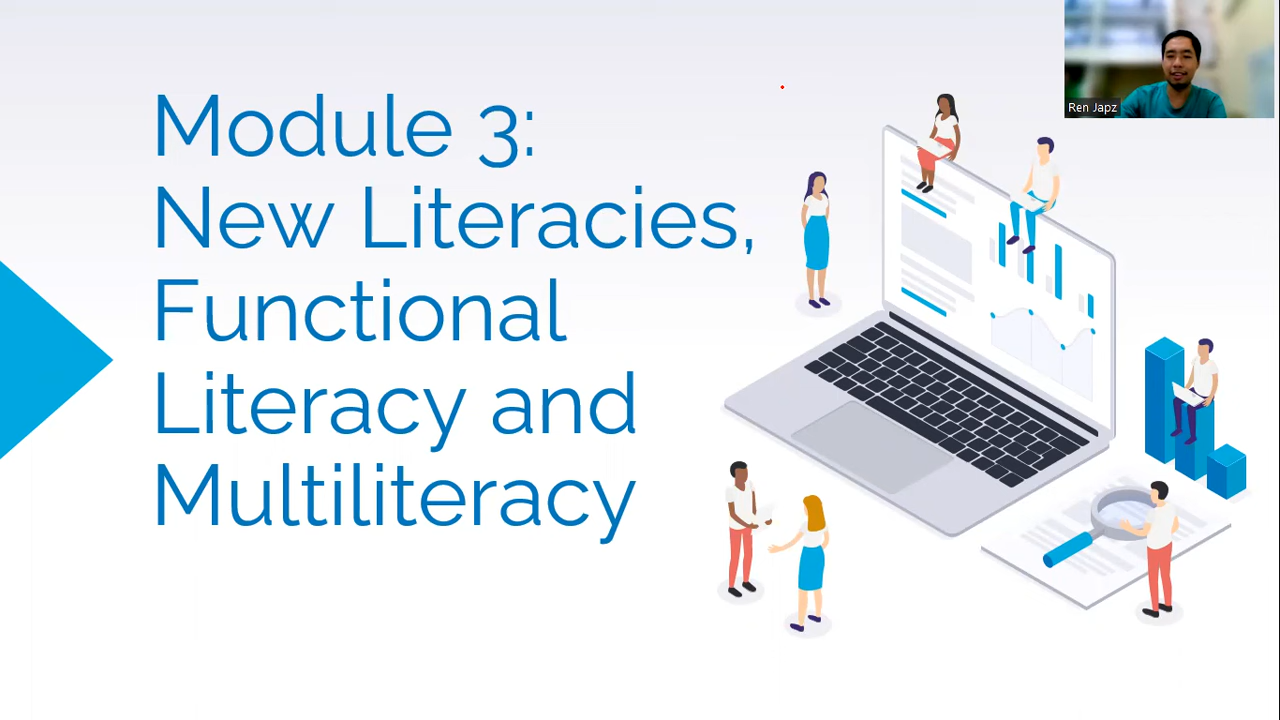 Module 3:
New Literacies,
Functional
Literacy and
Multiliteracy
Ren Japz